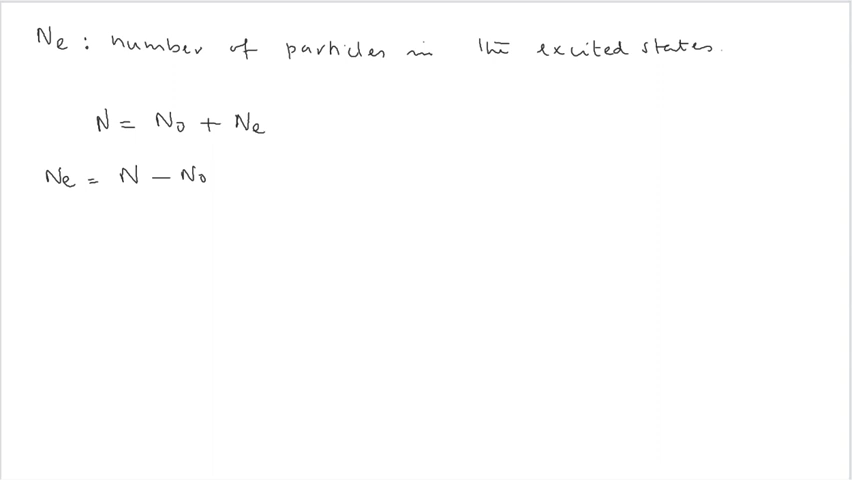 Ne : number of particles in the excited states.
N = N0 + Ne
Ne = N - N0